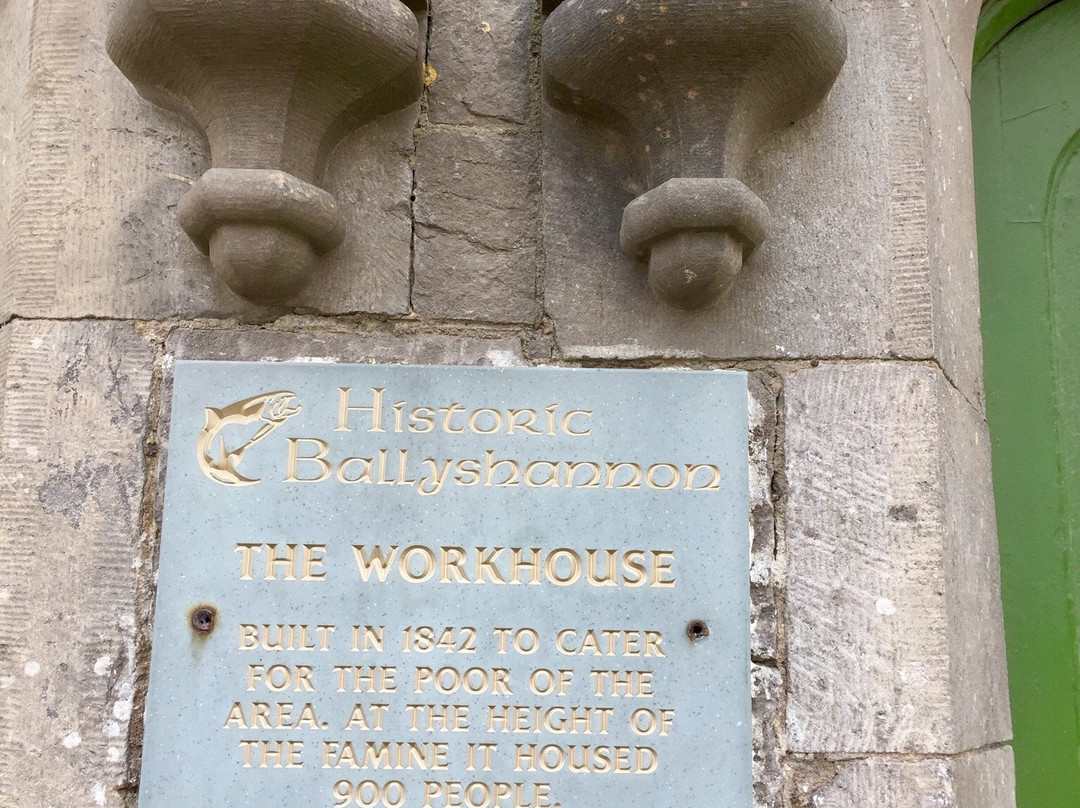 Historic
Ballyshannon
THE WORKHOUSE
BUILT IN 1842 TO CATER
FOR THE POOR OF THE
AREA. AT THE HEIGHT OF
THE FAMINE IT HOUSED
900 PEOPLE.